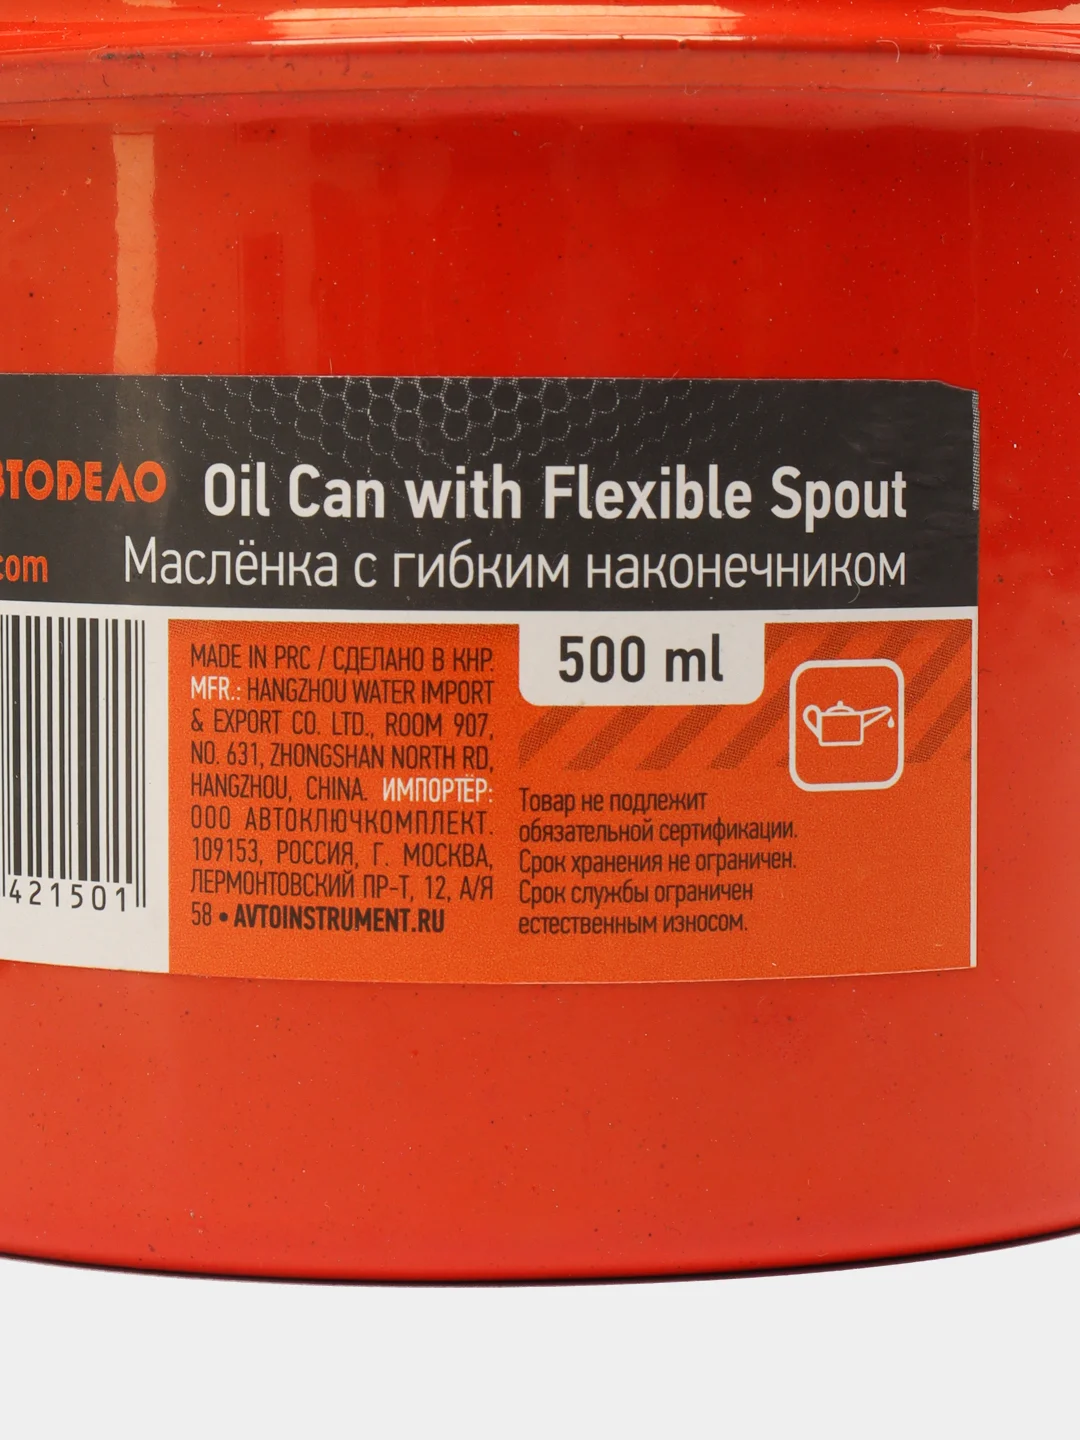 ВТОДЕЛО
Oil Can with Flexible Spout
.com
Маслёнка с гибким наконечником
500 ml
MADE IN PRC / СДЕЛАНО В КНР.
MFR.: HANGZHOU WATER IMPORT
& EXPORT CO. LTD., ROOM 907,
NO. 631, ZHONGSHAN NORTH RD,
HANGZHOU, CHINA. ИМПОРТЁР:
ООО АВТОКЛЮЧКОМПЛЕКТ.
109153, РОССИЯ, Г. МОСКВА,
ЛЕРМОНТОВСКИЙ ПР-Т, 12, А/Я
58 • AVTOINSTRUMENT.RU
Товар не подлежит
обязательной сертификации.
Срок хранения не ограничен.
Срок службы ограничен
естественным износом.
421501